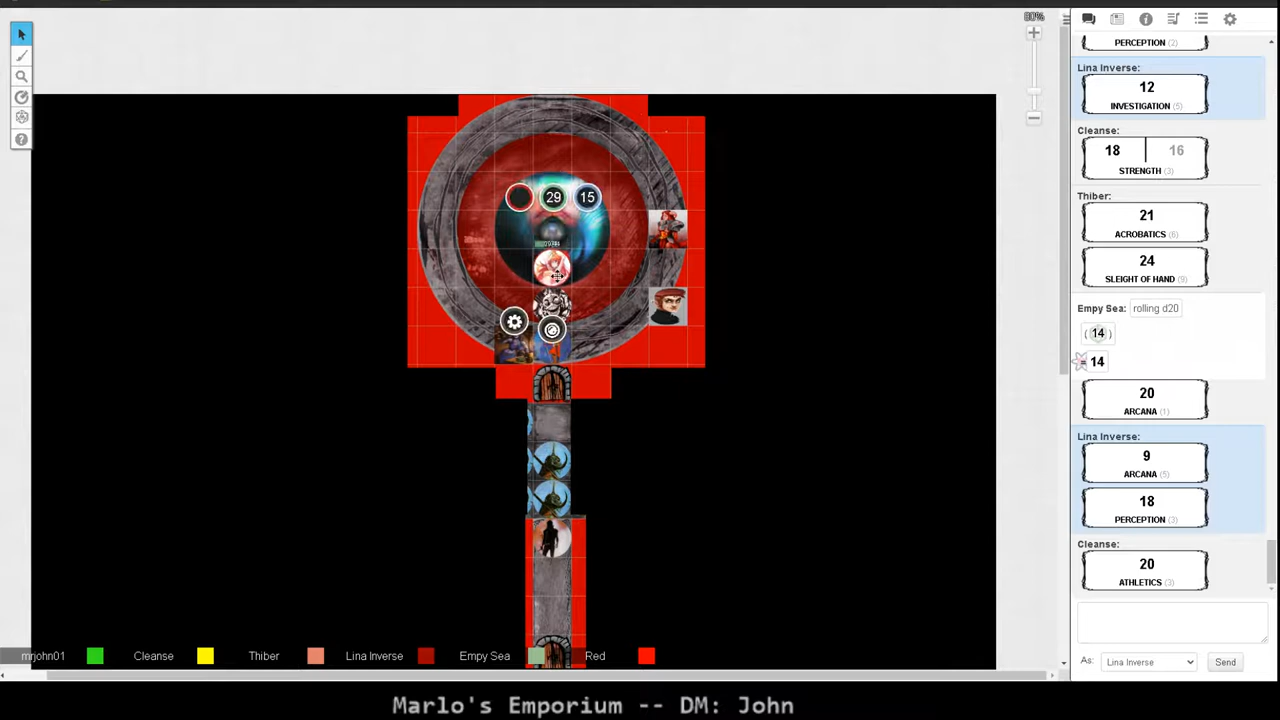 80%
PERCEPTION (2)
Lina Inverse:
12
INVESTIGATION (5)
Cleanse:
18 16
STRENGTH (3)
Thiber:
21
ACROBATICS (6)
24
SLEIGHT OF HAND (9)
Empy Sea: rolling d20
(14)
= 14
20
ARCANA (1)
Lina Inverse:
9
ARCANA (5)
18
PERCEPTION (3)
Cleanse:
20
ATHLETICS (3)
29 15
mrjohn01 Cleanse Thiber Lina Inverse Empy Sea Red
As: Lina Inverse Send
Marlo's Emporium -- DM: John